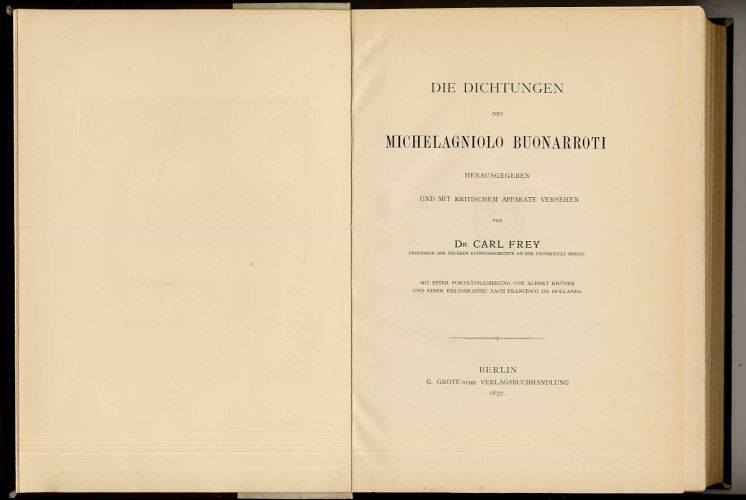 DIE DICHTUNGEN
DES
MICHELAGNIOLO BUONARROTI
HERAUSGEGEBEN
UND MIT KRITISCHEM APPARATE VERSEHEN
VON
DR. CARL FREY
PROFESSOR DER NEUEREN KUNSTGESCHICHTE AN DER UNIVERSITÄT BERLIN.
MIT EINER PORTRÄTRADIERUNG VON ALBERT KRÜGER
UND EINER HELIOGRAPHIE NACH FRANCESCO DA HOLLANDA.
BERLIN
G. GROTE'SCHE VERLAGSBUCHHANDLUNG
1897.